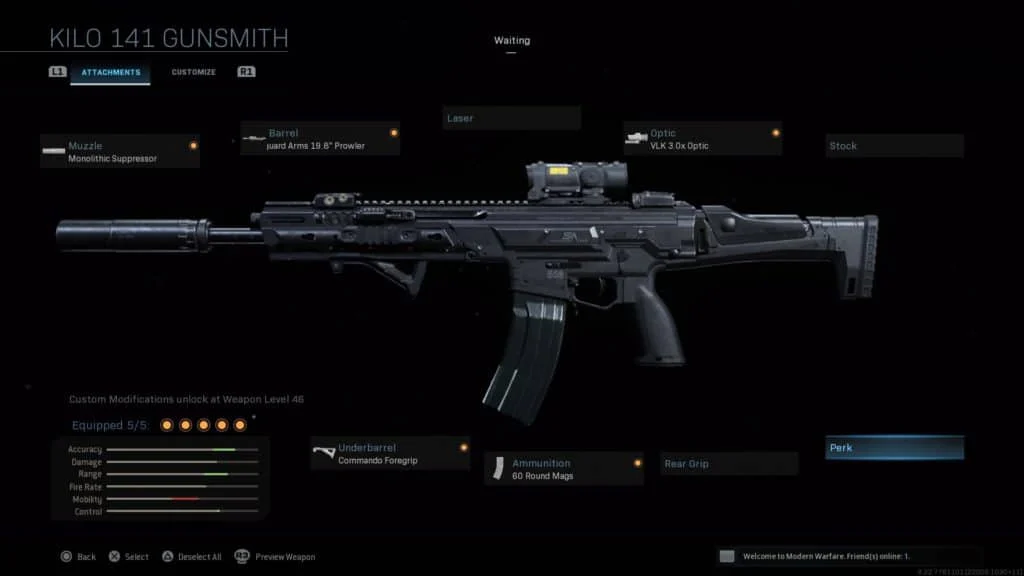 KILO 141 GUNSMITH
Waiting
L1 ATTACHMENTS CUSTOMIZE R1
Laser
Barrel
uard Arms 19.8" Prowler
Optic
VLK 3.0x Optic
Muzzle
Monolithic Suppressor
Stock
Custom Modifications unlock at Weapon Level 46
Equipped 5/5:
Accuracy
Damage
Range
Fire Rate
Mobility
Control
Underbarrel
Commando Foregrip
Ammunition
60 Round Mags
Rear Grip
Perk
Back Select Deselect All R3 Preview Weapon
Welcome to Modern Warfare. Friend(s) online: 1.